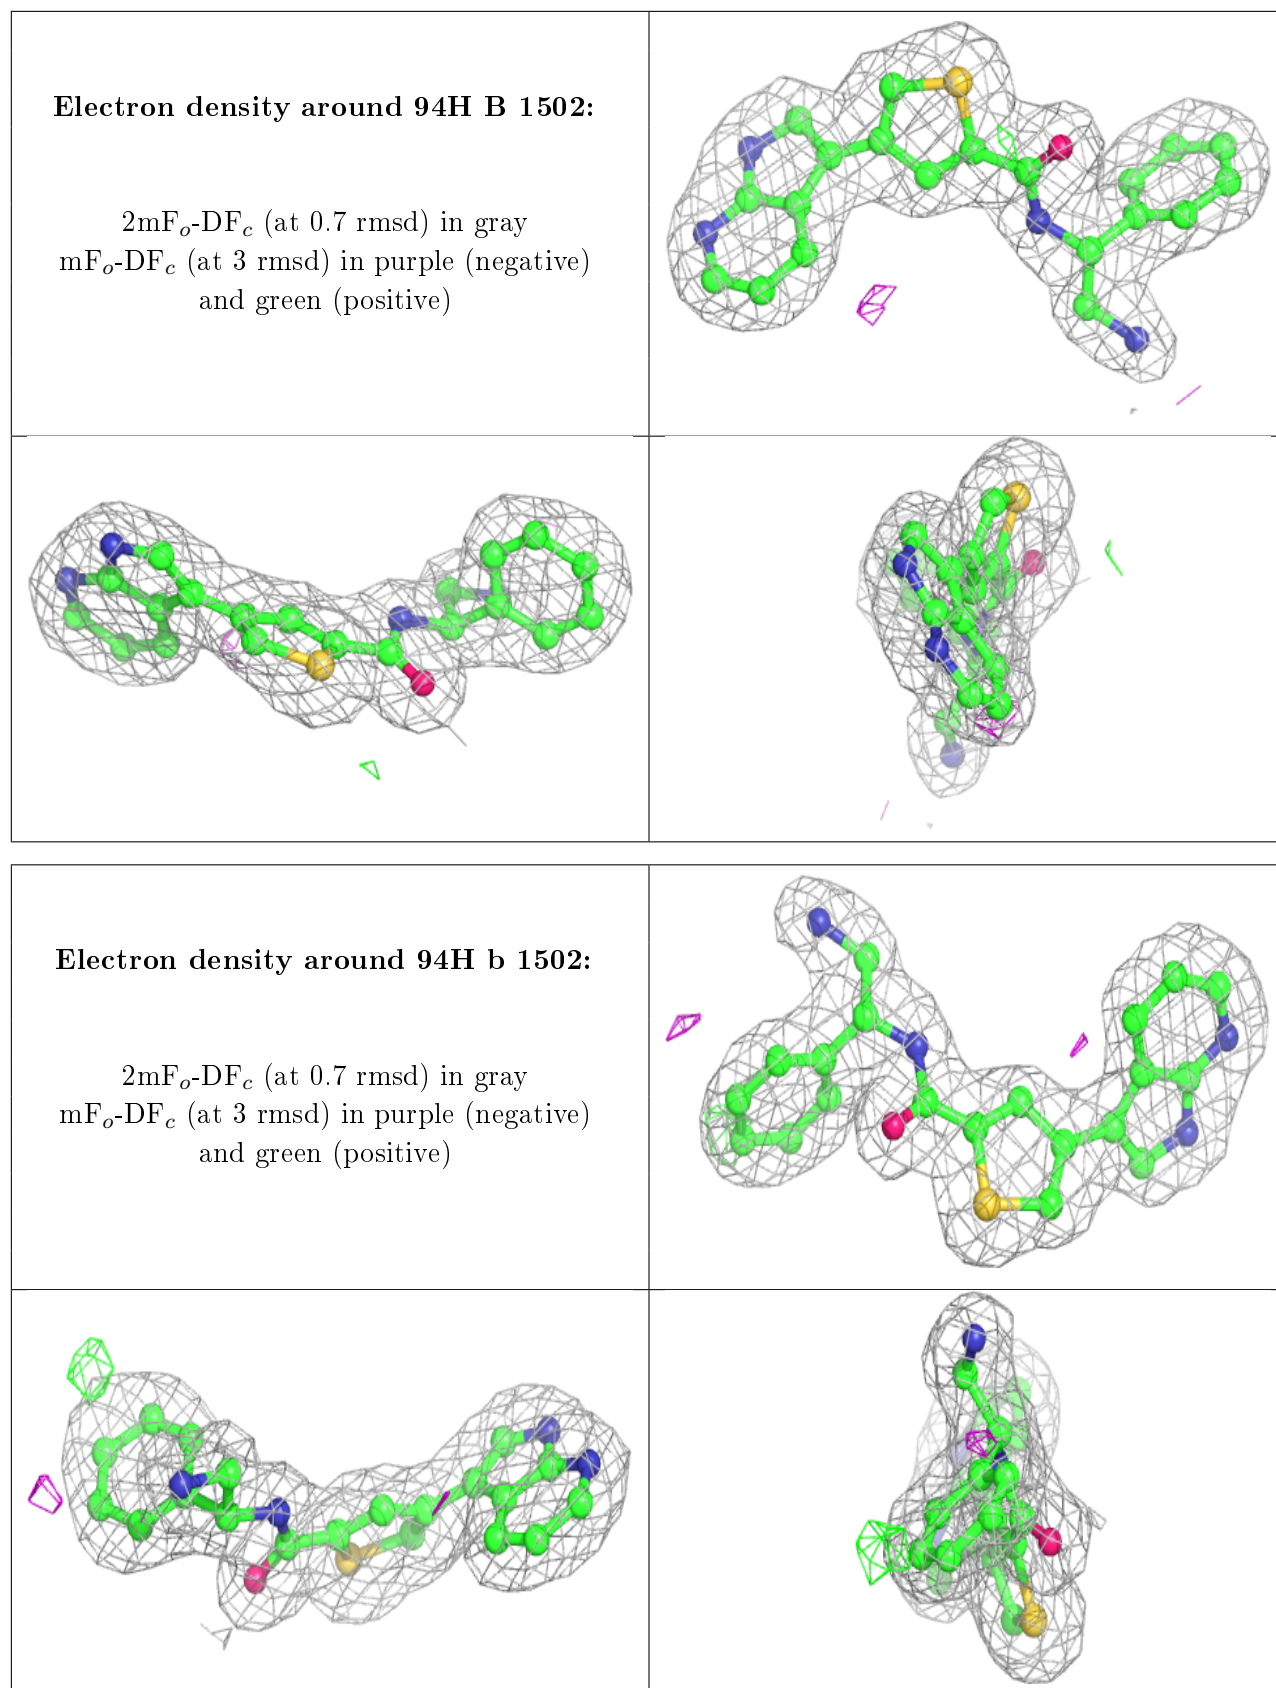 Electron density around 94H B 1502:
2mFo-DFc (at 0.7 rmsd) in gray
mFo-DFc (at 3 rmsd) in purple (negative)
and green (positive)
Electron density around 94H b 1502:
2mFo-DFc (at 0.7 rmsd) in gray
mFo-DFc (at 3 rmsd) in purple (negative)
and green (positive)